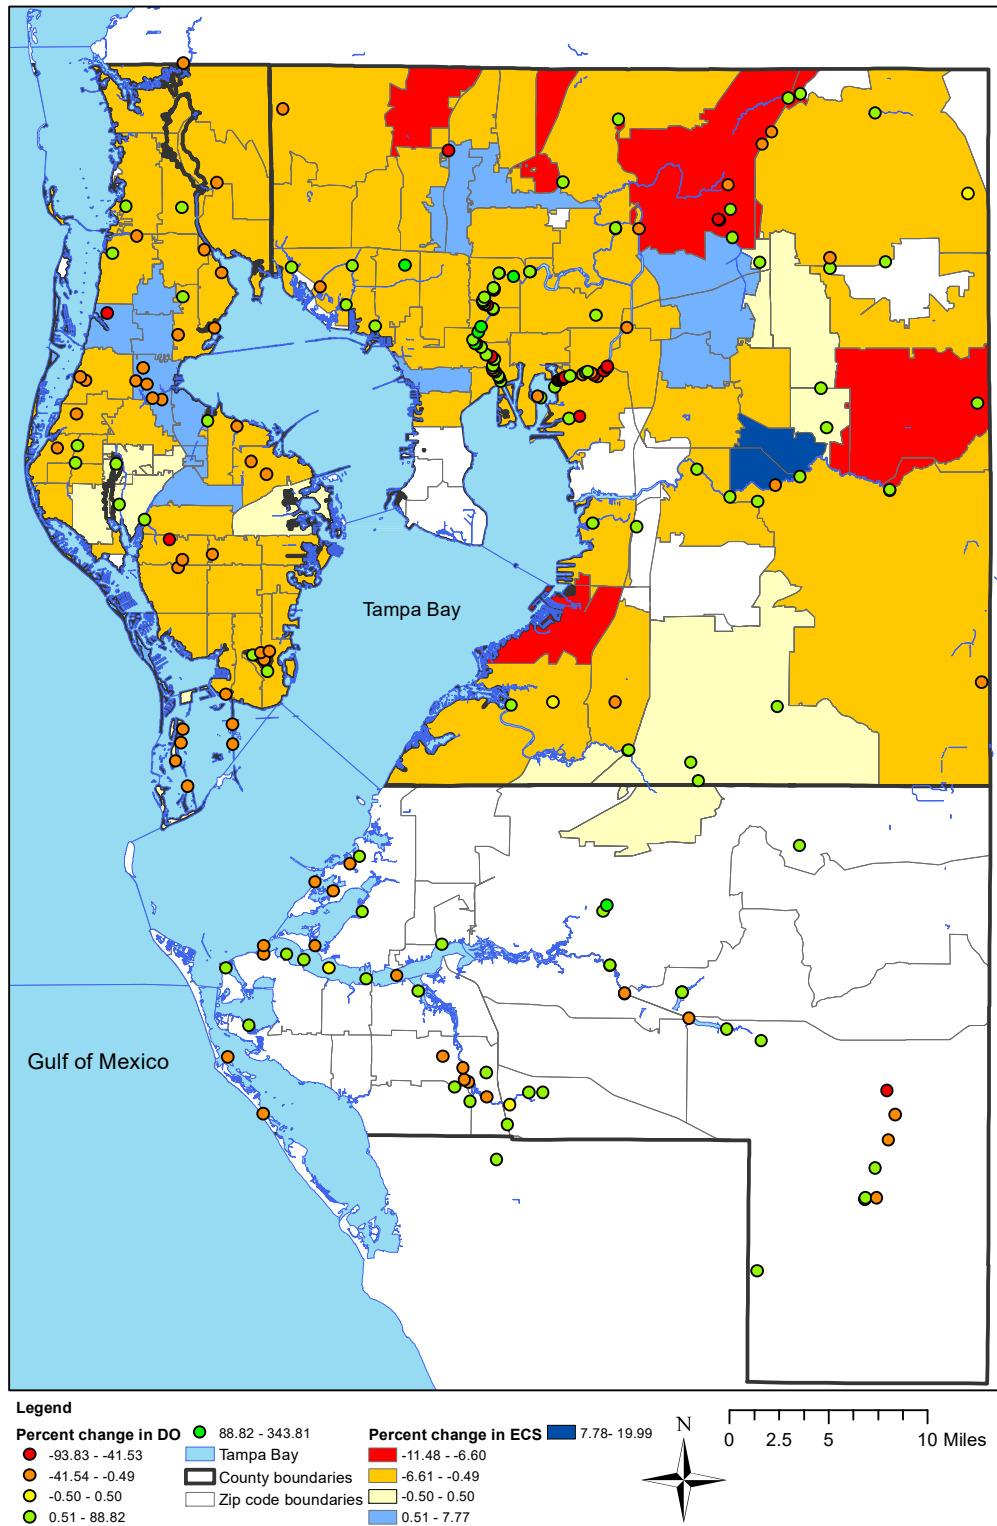 Tampa Bay
Gulf of Mexico
Legend
Percent change in DO
-93.83 - -41.53
-41.54 - -0.49
-0.50 - 0.50
0.51 - 88.82
88.82 - 343.81
Tampa Bay
County boundaries
Zip code boundaries
Percent change in ECS
-11.48 - -6.60
-6.61 - -0.49
-0.50 - 0.50
0.51 - 7.77
7.78- 19.99
N
0 2.5 5 10 Miles